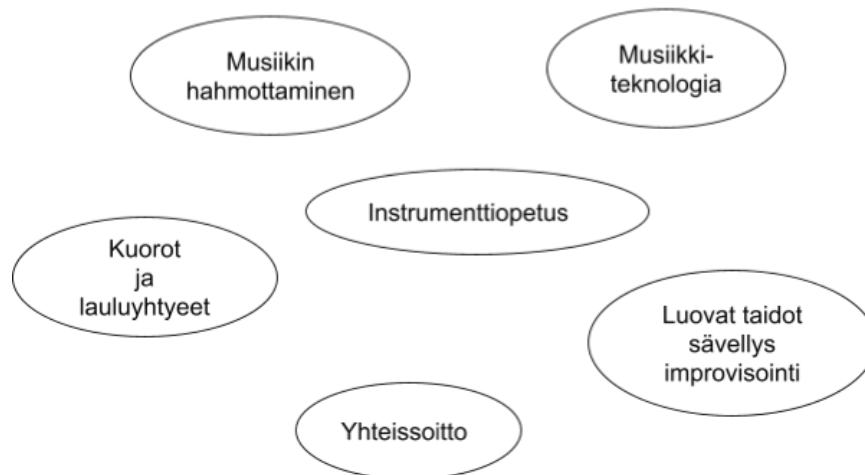 Musiikin
hahmottaminen
Musiikki-
teknologia
Instrumenttiopetus
Kuorot
ja
lauluyhtyeet
Luovat taidot
sävellys
improvisointi
Yhteissoitto